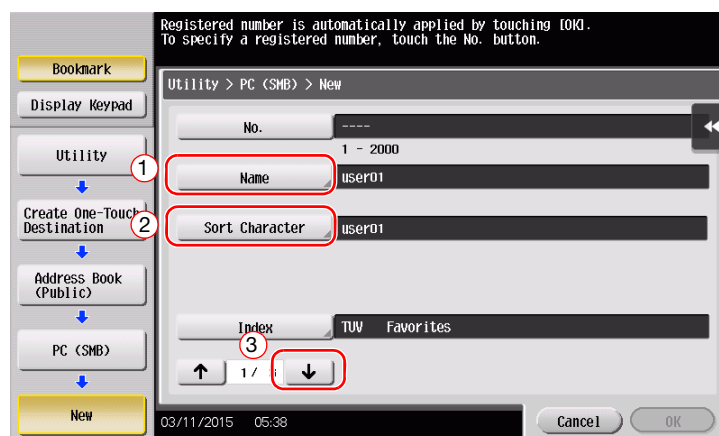 Registered number is automatically applied by touching [OK].
To specify a registered number, touch the No. button.
Bookmark
Display Keypad
Utility > PC (SMB) > New
No.
----
1 - 2000
Utility
1
Name
user01
Create One-Touch
Destination
2
Sort Character
user01
Address Book
(Public)
Index
TUV Favorites
3
PC (SMB)
↑
1/
↓
New
03/11/2015 05:38
Cancel
OK